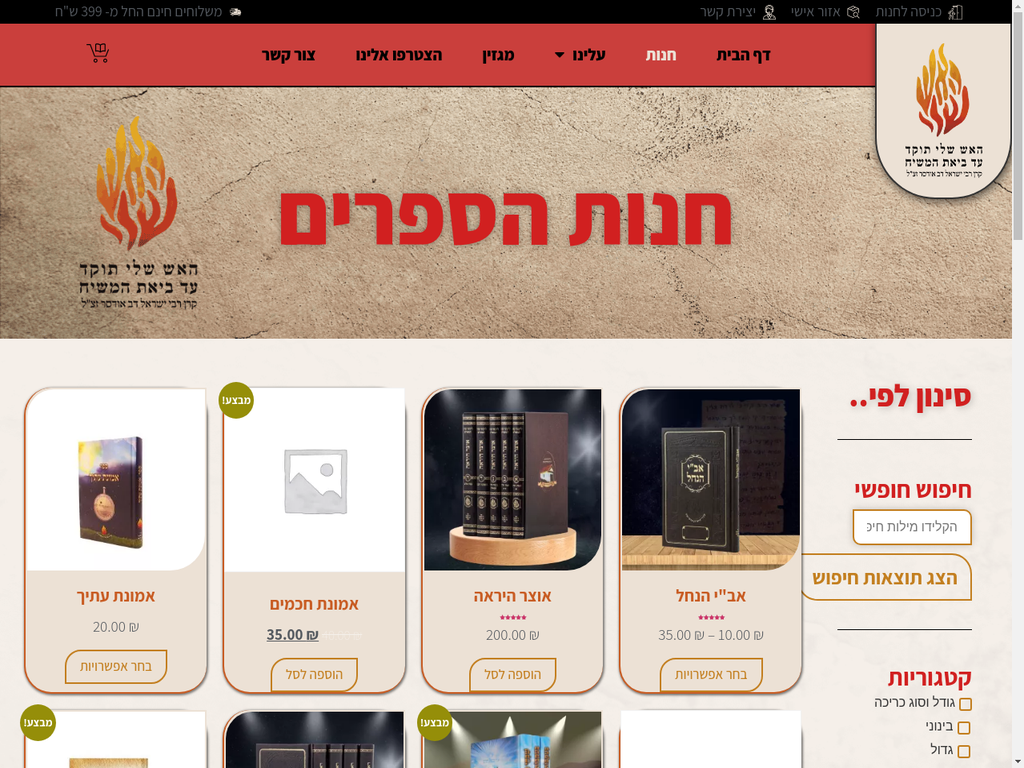 כניסה לחנות
אזור אישי
יצירת קשר
משלוחים חינם החל מ- 399 ש"ח
דף הבית
חנות
עלינו
מגזין
הצטרפו אלינו
צור קשר
האש שלי תוקד
עד ביאת המשיח
קרן רבי ישראל דב אודסר זצ"ל
חנות הספרים
האש שלי תוקד
עד ביאת המשיח
קרן רבי ישראל דב אודסר זצ"ל
סינון לפי..
חיפוש חופשי
הקלידו מילות חיפ
הצג תוצאות חיפוש
קטגוריות
גודל וסוג כריכה
בינוני
גדול
אב"י הנחל
אב"י הנחל
35.00 ₪ – 10.00 ₪
בחר אפשרויות
אוצר היראה
200.00 ₪
הוספה לסל
מבצע!
אמונת חכמים
35.00 ₪
הוספה לסל
אמונת עתיך
20.00 ₪
בחר אפשרויות
מבצע!
מבצע!